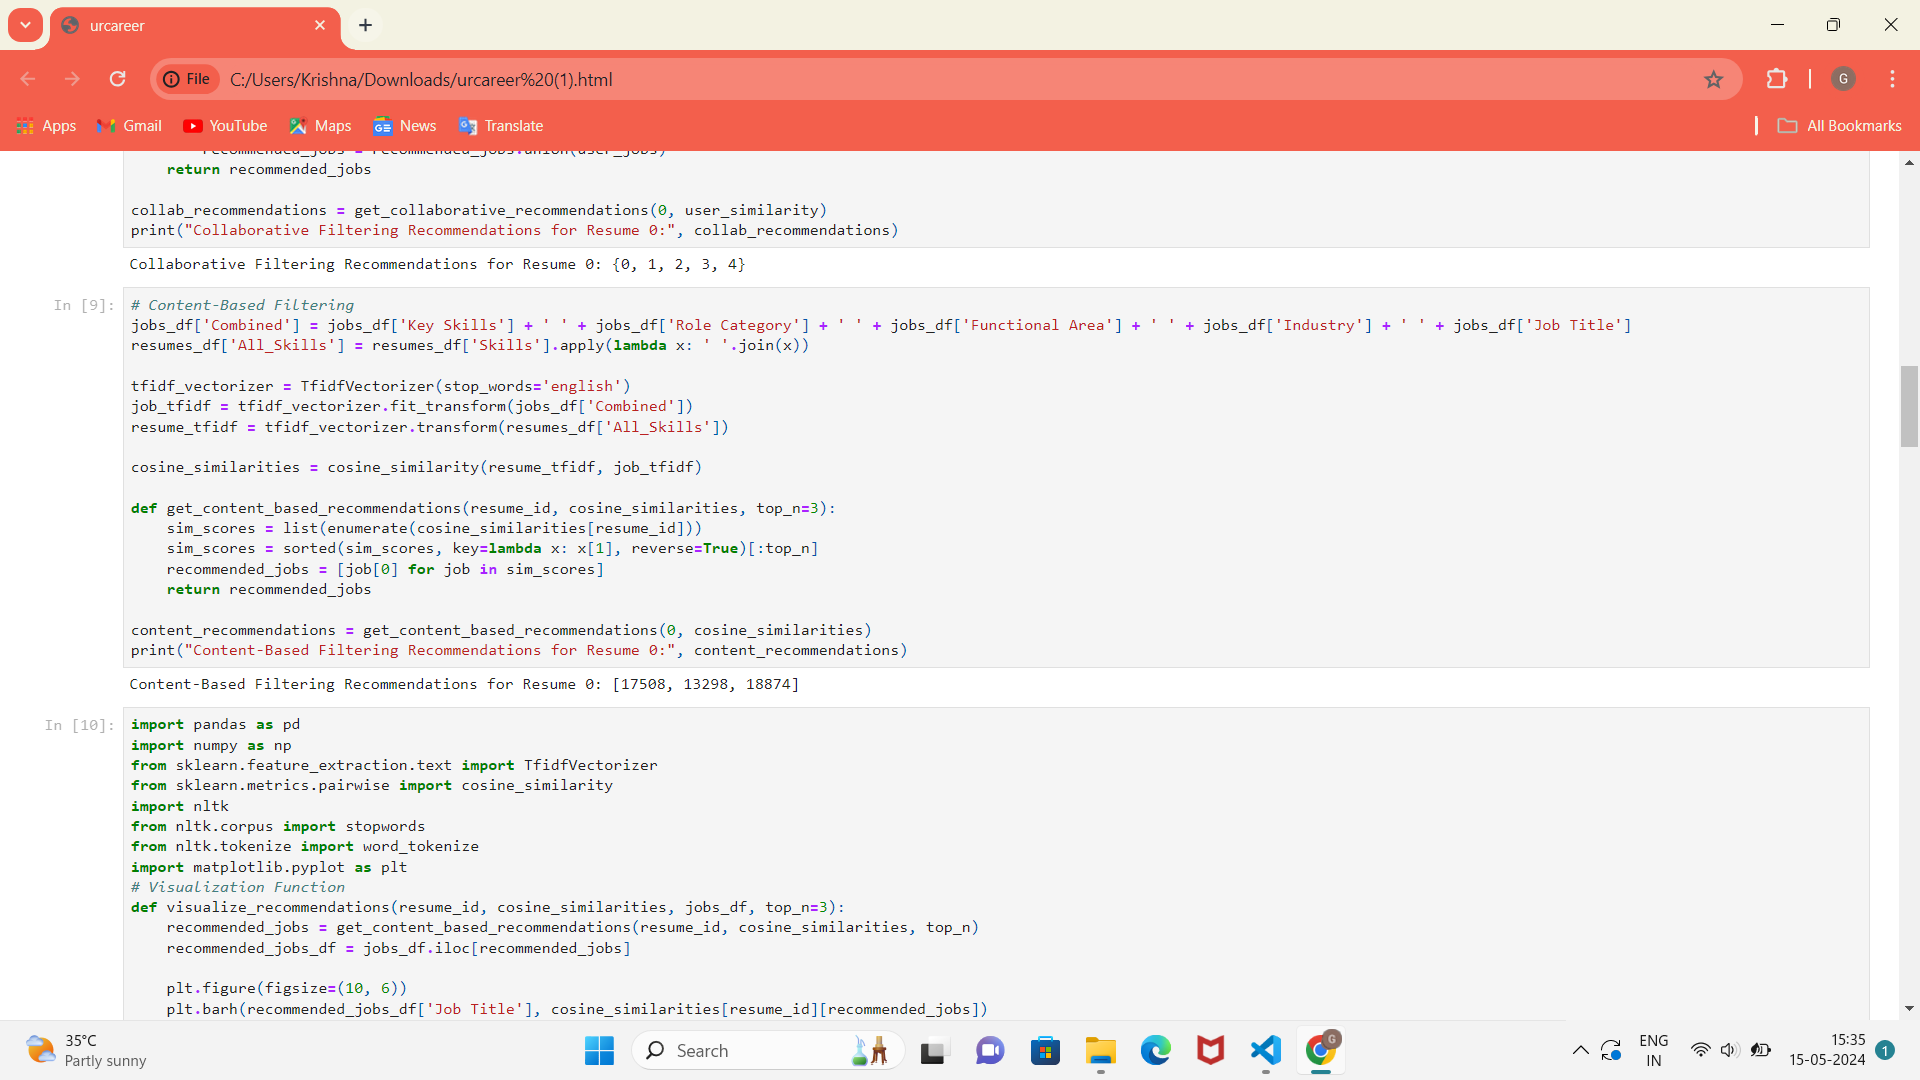 urcareer
File C:/Users/Krishna/Downloads/urcareer%20(1).html G
Apps Gmail YouTube Maps News Translate All Bookmarks
recommended_jobs = recommended_jobs.union(user_jobs)
return recommended_jobs
collab_recommendations = get_collaborative_recommendations(0, user_similarity)
print("Collaborative Filtering Recommendations for Resume 0:", collab_recommendations)
Collaborative Filtering Recommendations for Resume 0: {0, 1, 2, 3, 4}
In [9]: # Content-Based Filtering
jobs_df['Combined'] = jobs_df['Key Skills'] + ' ' + jobs_df['Role Category'] + ' ' + jobs_df['Functional Area'] + ' ' + jobs_df['Industry'] + ' ' + jobs_df['Job Title']
resumes_df['All_Skills'] = resumes_df['Skills'].apply(lambda x: ' '.join(x))
tfidf_vectorizer = TfidfVectorizer(stop_words='english')
job_tfidf = tfidf_vectorizer.fit_transform(jobs_df['Combined'])
resume_tfidf = tfidf_vectorizer.transform(resumes_df['All_Skills'])
cosine_similarities = cosine_similarity(resume_tfidf, job_tfidf)
def get_content_based_recommendations(resume_id, cosine_similarities, top_n=3):
sim_scores = list(enumerate(cosine_similarities[resume_id]))
sim_scores = sorted(sim_scores, key=lambda x: x[1], reverse=True)[:top_n]
recommended_jobs = [job[0] for job in sim_scores]
return recommended_jobs
content_recommendations = get_content_based_recommendations(0, cosine_similarities)
print("Content-Based Filtering Recommendations for Resume 0:", content_recommendations)
Content-Based Filtering Recommendations for Resume 0: [17508, 13298, 18874]
In [10]: import pandas as pd
import numpy as np
from sklearn.feature_extraction.text import TfidfVectorizer
from sklearn.metrics.pairwise import cosine_similarity
import nltk
from nltk.corpus import stopwords
from nltk.tokenize import word_tokenize
import matplotlib.pyplot as plt
# Visualization Function
def visualize_recommendations(resume_id, cosine_similarities, jobs_df, top_n=3):
recommended_jobs = get_content_based_recommendations(resume_id, cosine_similarities, top_n)
recommended_jobs_df = jobs_df.iloc[recommended_jobs]
plt.figure(figsize=(10, 6))
plt.barh(recommended_jobs_df['Job Title'], cosine_similarities[resume_id][recommended_jobs])
35°C
Partly sunny
Search
G
ENG
IN
15:35
15-05-2024
1